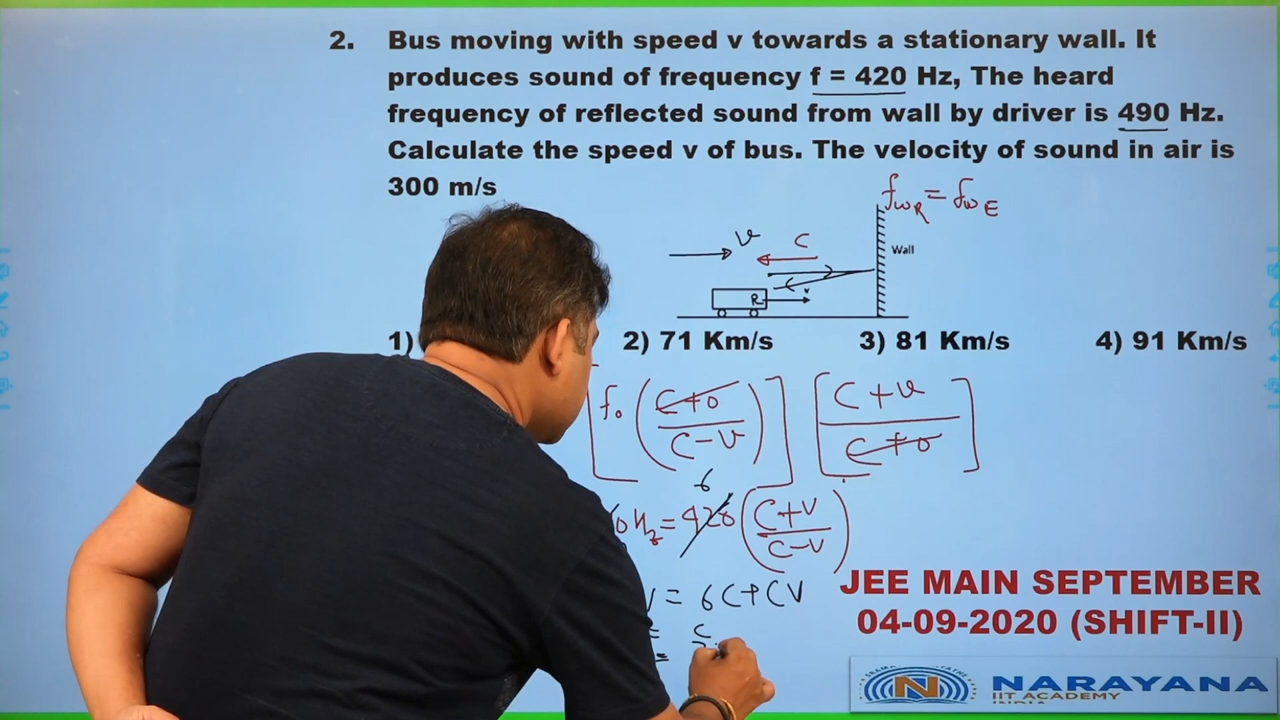 2. Bus moving with speed v towards a stationary wall. It
produces sound of frequency f = 420 Hz, The heard
frequency of reflected sound from wall by driver is 490 Hz.
Calculate the speed v of bus. The velocity of sound in air is
300 m/s
f_wR = f_wE
v
C
Wall
R
v
1)
2) 71 Km/s
3) 81 Km/s
4) 91 Km/s
[f₀ (C+0 / C-v)] [C+v / C+0]
6
Hz = 420 (C+v / C-v)
v = 6C+CV
= C
JEE MAIN SEPTEMBER
04-09-2020 (SHIFT-II)
N
NARAYANA
IIT ACADEMY
INDIA